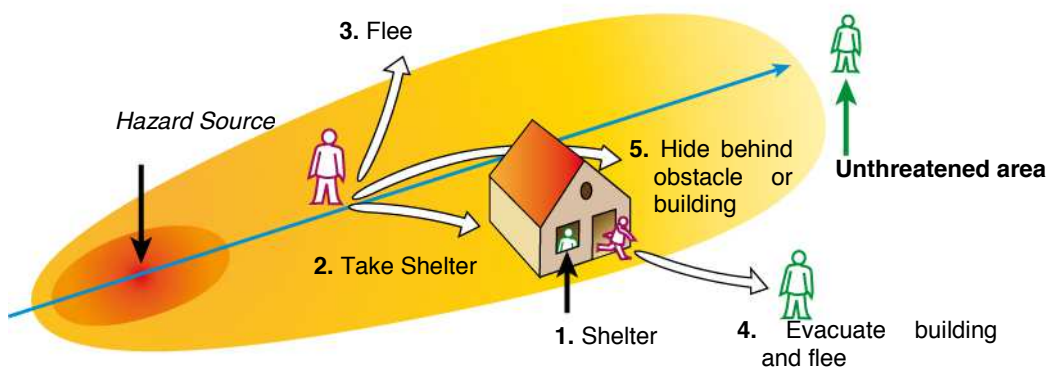 3. Flee
Hazard Source
5. Hide behind
obstacle or
building
Unthreatened area
2. Take Shelter
1. Shelter
4. Evacuate building
and flee